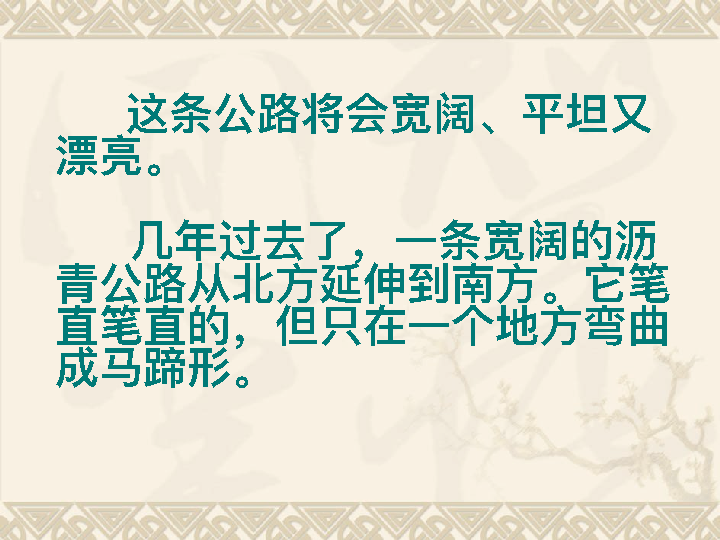 这条公路将会宽阔、平坦又
漂亮。
几年过去了，一条宽阔的沥
青公路从北方延伸到南方。它笔
直笔直的，但只在一个地方弯曲
成马蹄形。